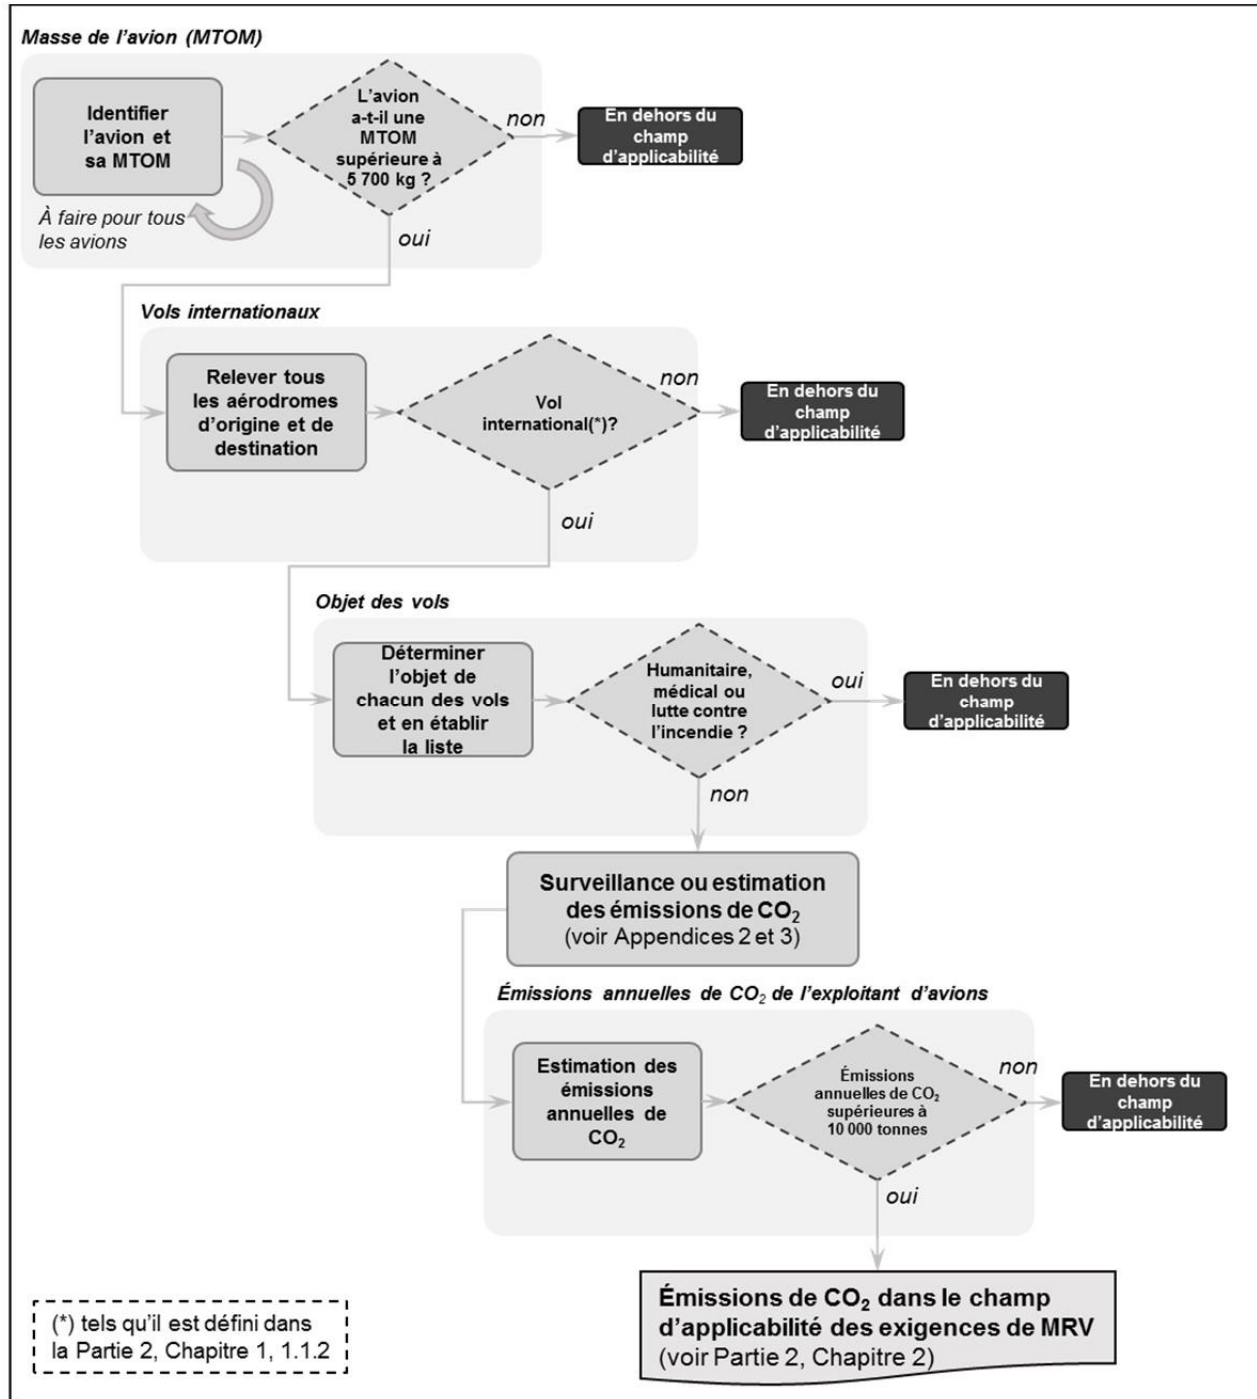 Masse de l'avion (MTOM)
Identifier
l'avion et
sa MTOM
À faire pour tous
les avions
L'avion
a-t-il une
MTOM
supérieure à
5 700 kg ?
non
En dehors du
champ
d'applicabilité
oui
Vols internationaux
Relever tous
les aérodromes
d'origine et de
destination
Vol
international(*)?
non
En dehors du
champ
d'applicabilité
oui
Objet des vols
Déterminer
l'objet de
chacun des vols
et en établir
la liste
Humanitaire,
médical ou
lutte contre
l'incendie ?
oui
En dehors du
champ
d'applicabilité
non
Surveillance ou estimation
des émissions de CO₂
(voir Appendices 2 et 3)
Émissions annuelles de CO₂ de l'exploitant d'avions
Estimation des
émissions
annuelles de
CO₂
Émissions
annuelles de CO₂
supérieures à
10 000 tonnes
non
En dehors du
champ
d'applicabilité
oui
Émissions de CO₂ dans le champ
d'applicabilité des exigences de MRV
(voir Partie 2, Chapitre 2)
(*) tels qu'il est défini dans
la Partie 2, Chapitre 1, 1.1.2